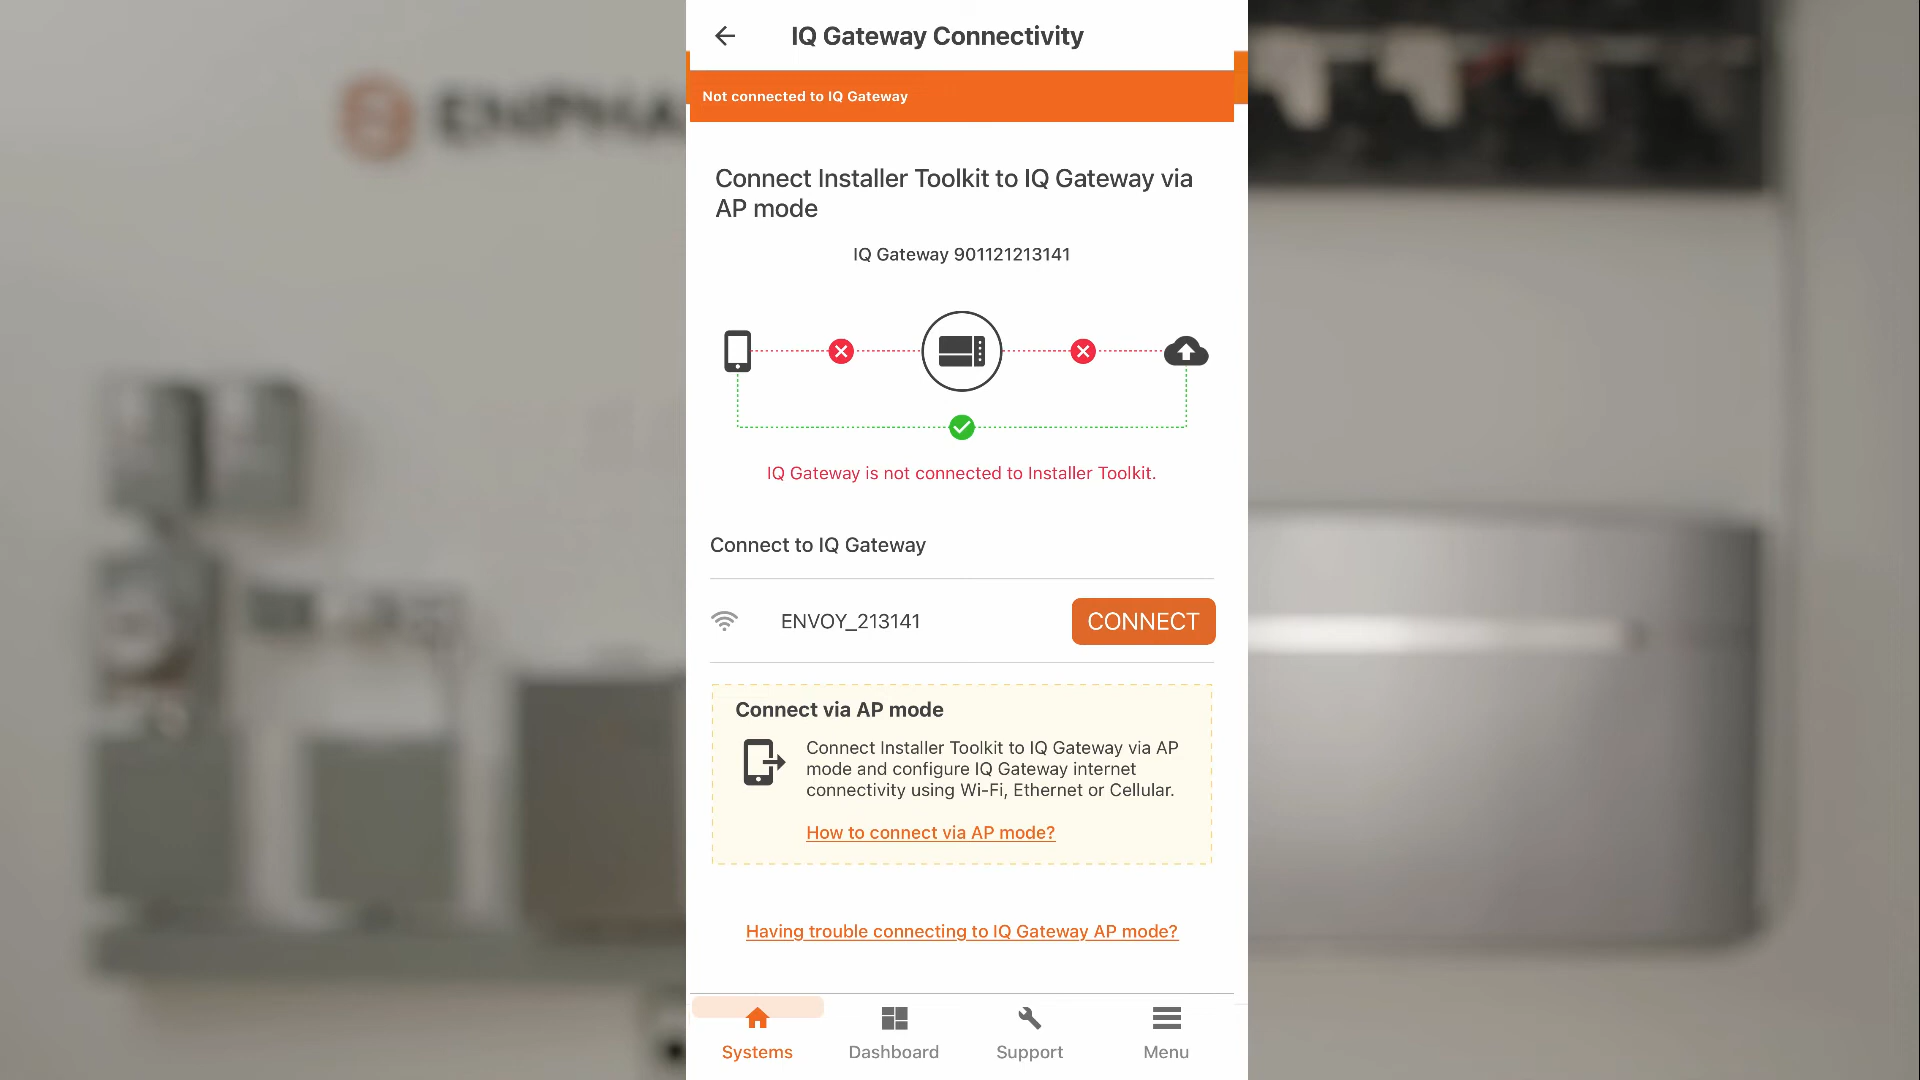 IQ Gateway Connectivity
Not connected to IQ Gateway
Connect Installer Toolkit to IQ Gateway via
AP mode
IQ Gateway 901121213141
IQ Gateway is not connected to Installer Toolkit.
Connect to IQ Gateway
ENVOY_213141
CONNECT
Connect via AP mode
Connect Installer Toolkit to IQ Gateway via AP
mode and configure IQ Gateway internet
connectivity using Wi-Fi, Ethernet or Cellular.
How to connect via AP mode?
Having trouble connecting to IQ Gateway AP mode?
Systems
Dashboard
Support
Menu